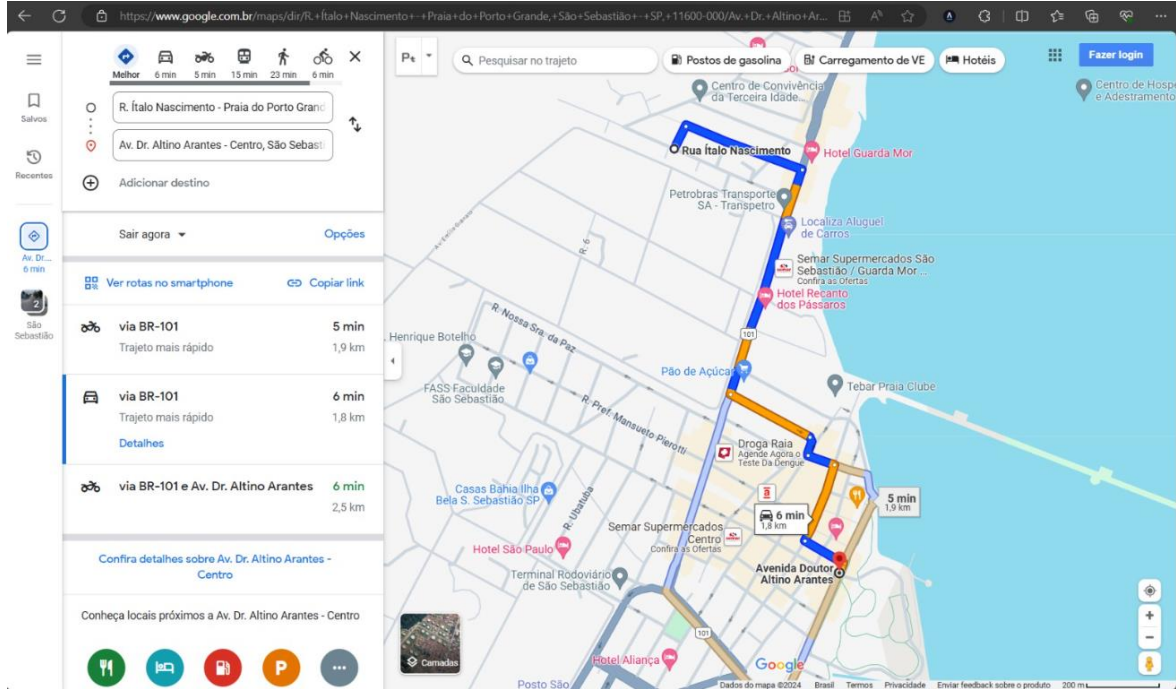 https://www.google.com.br/maps/dir/R.+Ítalo+Nascimento+-+Praia+do+Porto+Grande,+São+Sebastião+-+SP,+11600-000/Av.+Dr.+Altino+Ar...
Melhor
6 min
5 min
15 min
23 min
6 min
R. Ítalo Nascimento - Praia do Porto Grand
Av. Dr. Altino Arantes - Centro, São Sebasti
Adicionar destino
Salvos
Recentes
Av. Dr....
6 min
2
São
Sebastião
Sair agora
Opções
Ver rotas no smartphone
Copiar link
via BR-101
5 min
Trajeto mais rápido
1,9 km
via BR-101
6 min
Trajeto mais rápido
1,8 km
Detalhes
via BR-101 e Av. Dr. Altino Arantes
6 min
2,5 km
Confira detalhes sobre Av. Dr. Altino Arantes -
Centro
Conheça locais próximos a Av. Dr. Altino Arantes - Centro
P
Pesquisar no trajeto
Postos de gasolina
Carregamento de VE
Hotéis
Fazer login
Centro de Convivência
da Terceira Idade...
Centro de Hospe
e Adestramento
Rua Ítalo Nascimento
Hotel Guarda Mor
Petrobras Transporte
SA - Transpetro
Localiza Aluguel
de Carros
R. 6
Semar Supermercados São
Sebastião / Guarda Mor ...
Confira as Ofertas
Hotel Recanto
dos Pássaros
R. Nossa Sra. da Paz
101
Henrique Botelho
Pão de Açúcar
FASS Faculdade
São Sebastião
Tebar Praia Clube
R. Pref. Mansueto Pierotti
Droga Raia
Agende Agora o
Teste Da Dengue
Casas Bahia Ilha
Bela S. Sebastião SP
R. Ubatuba
5 min
1,9 km
6 min
1,8 km
Semar Supermercados
Centro
Confira as Ofertas
Hotel São Paulo
Avenida Doutor
Altino Arantes
Terminal Rodoviário
de São Sebastião
101
Hotel Aliança
Camadas
Posto São
Google
Dados do mapa ©2024
Brasil
Termos
Privacidade
Enviar feedback sobre o produto
200 m